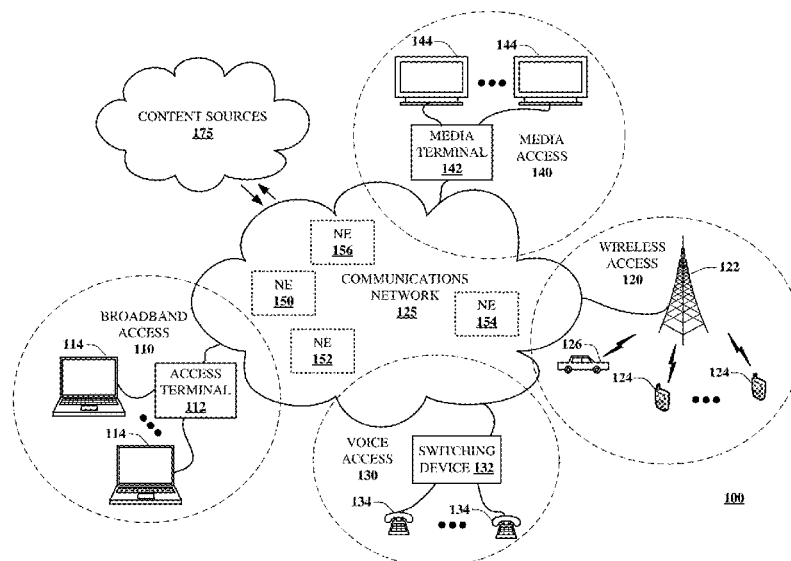 144
144
CONTENT SOURCES
175
MEDIA
TERMINAL
142
MEDIA
ACCESS
140
NE
156
WIRELESS
ACCESS
120
122
COMMUNICATIONS
NETWORK
125
NE
150
NE
154
NE
152
BROADBAND
ACCESS
110
114
ACCESS
TERMINAL
112
114
126
124
124
VOICE
ACCESS
130
SWITCHING
DEVICE 132
134
134
100